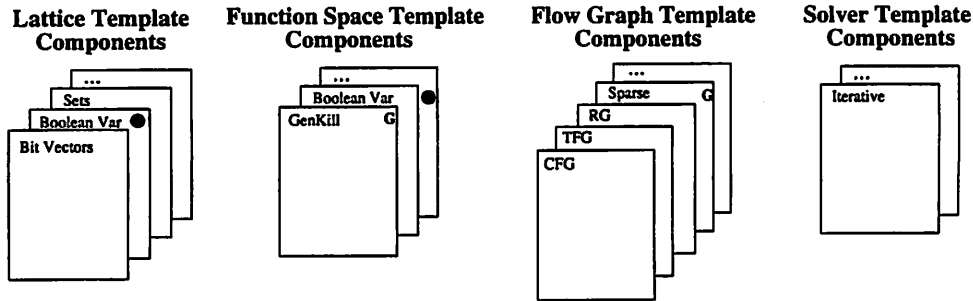 Lattice Template
Components
...
Sets
Boolean Var
Bit Vectors
Function Space Template
Components
...
Boolean Var
GenKill G
Flow Graph Template
Components
...
Sparse G
RG
TFG
CFG
Solver Template
Components
...
Iterative